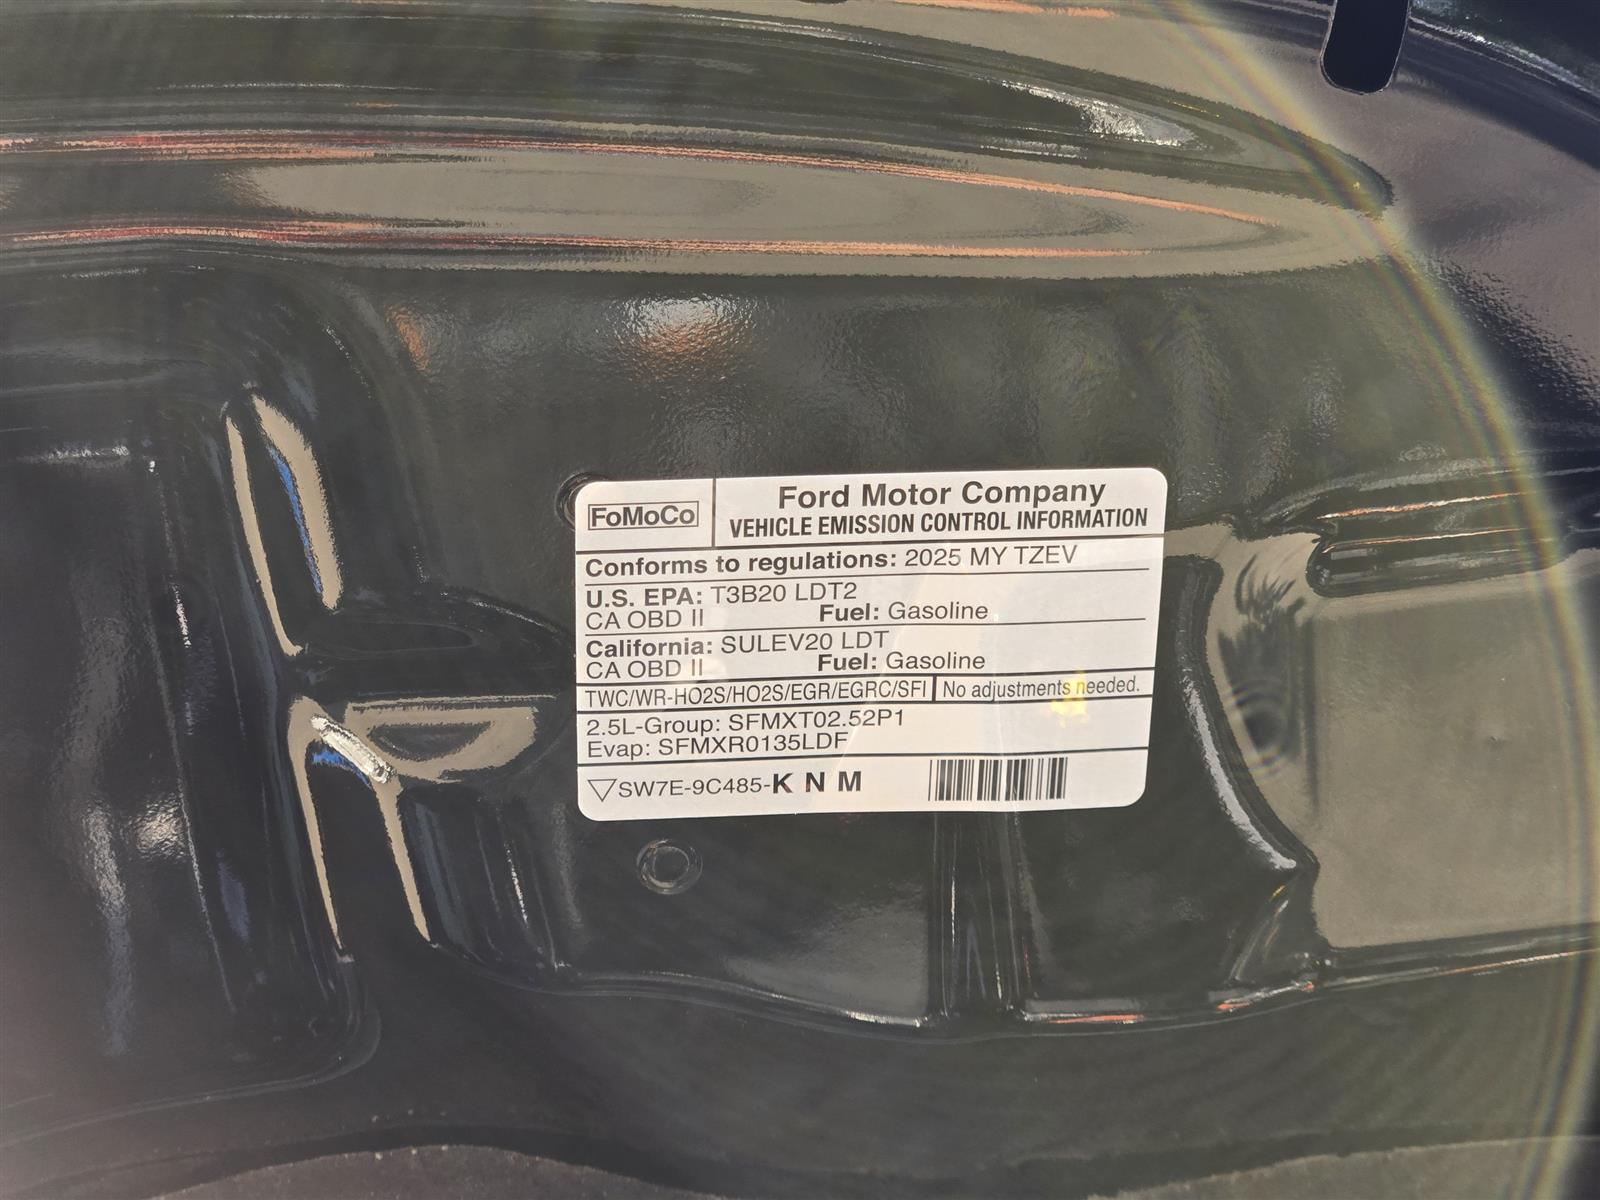 FoMoCo
Ford Motor Company
VEHICLE EMISSION CONTROL INFORMATION
Conforms to regulations: 2025 MY TZEV
U.S. EPA: T3B20 LDT2
CA OBD II Fuel: Gasoline
California: SULEV20 LDT
CA OBD II Fuel: Gasoline
TWC/WR-HO2S/HO2S/EGR/EGRC/SFI No adjustments needed.
2.5L-Group: SFMXT02.52P1
Evap: SFMXR0135LDF
SW7E-9C485-K N M